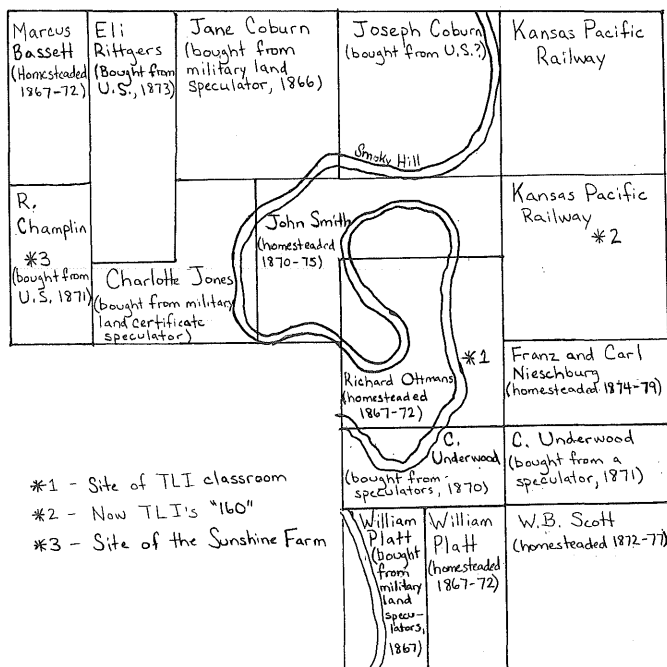 Marcus
Bassett
(Homesteaded
1867-72)
Eli
Rittgers
(Bought from
U.S., 1873)
Jane Coburn
(bought from
military land
speculator, 1866)
Joseph Coburn
(bought from U.S.?)
Kansas Pacific
Railway
Smoky Hill
R.
Champlin
*3
(bought from
U.S, 1871)
Charlotte Jones
(bought from military
land certificate
speculator)
John Smith
(homesteaded
1870-75)
Kansas Pacific
Railway
*2
Richard Ottmans
(homesteaded
1867-72)
*1
Franz and Carl
Nieschburg
(homesteaded 1874-79)
C.
Underwood
(bought from
speculators, 1870)
C. Underwood
(bought from a
speculator, 1871)
William
Platt
(bought
from
military
land
specu-
lators,
1867)
William
Platt
(homesteaded
1867-72)
W.B. Scott
(homesteaded 1872-77)
*1 - Site of TLI classroom
*2 - Now TLI's "160"
*3 - Site of the Sunshine Farm